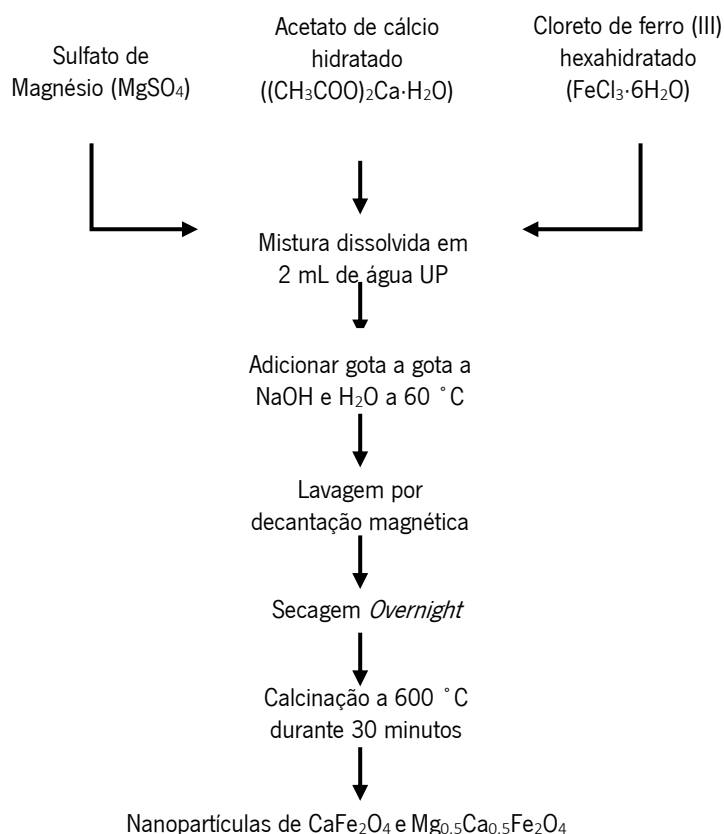 Sulfato de
Magnésio (MgSO₄)
Acetato de cálcio
hidratado
((CH₃COO)₂Ca·H₂O)
Cloreto de ferro (III)
hexahidratado
(FeCl₃·6H₂O)
Mistura dissolvida em
2 mL de água UP
Adicionar gota a gota a
NaOH e H₂O a 60 °C
Lavagem por
decantação magnética
Secagem Overnight
Calcinação a 600 °C
durante 30 minutos
Nanopartículas de CaFe₂O₄ e Mg₀.₅Ca₀.₅Fe₂O₄